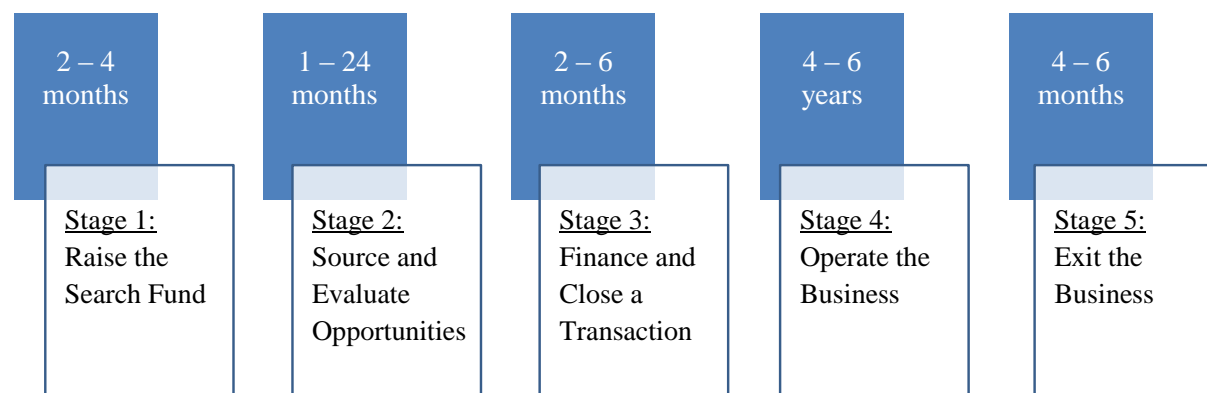 2 – 4
months
1 – 24
months
2 – 6
months
4 – 6
years
4 – 6
months
Stage 1:
Raise the
Search Fund
Stage 2:
Source and
Evaluate
Opportunities
Stage 3:
Finance and
Close a
Transaction
Stage 4:
Operate the
Business
Stage 5:
Exit the
Business